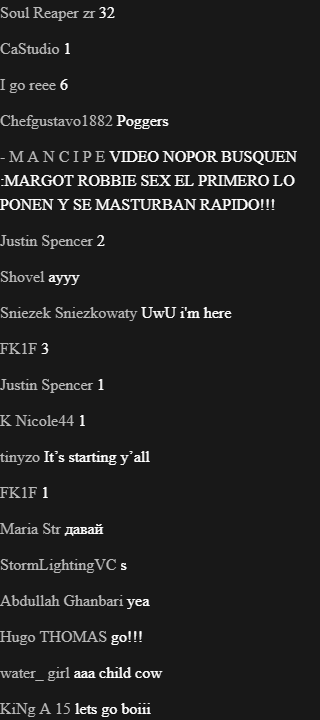 Soul Reaper zr 32
CaStudio 1
I go reee 6
Chefgustavo1882 Poggers
- M A N C I P E VIDEO NOPOR BUSQUEN
:MARGOT ROBBIE SEX EL PRIMERO LO
PONEN Y SE MASTURBAN RAPIDO!!!
Justin Spencer 2
Shovel ayyy
Sniezek Sniezkowaty UwU i'm here
FK1F 3
Justin Spencer 1
K Nicole44 1
tinyzo It’s starting y’all
FK1F 1
Maria Str давай
StormLightingVC s
Abdullah Ghanbari yea
Hugo THOMAS go!!!
water_ girl aaa child cow
KiNg A 15 lets go boiii